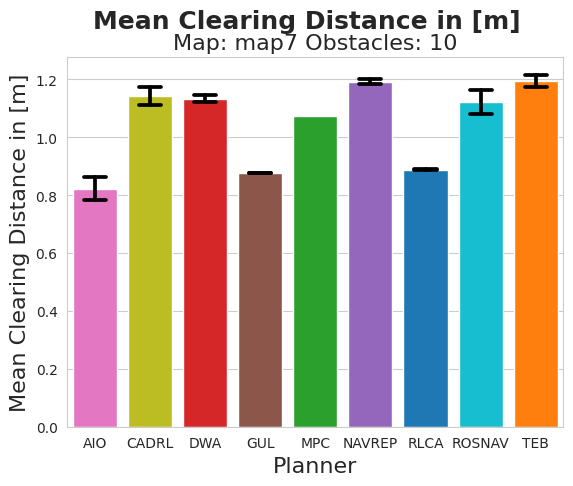 Mean Clearing Distance in [m]
Map: map7 Obstacles: 10
Mean Clearing Distance in [m]
1.2
1.0
0.8
0.6
0.4
0.2
0.0
AIO CADRL DWA GUL MPC NAVREP RLCA ROSNAV TEB
Planner